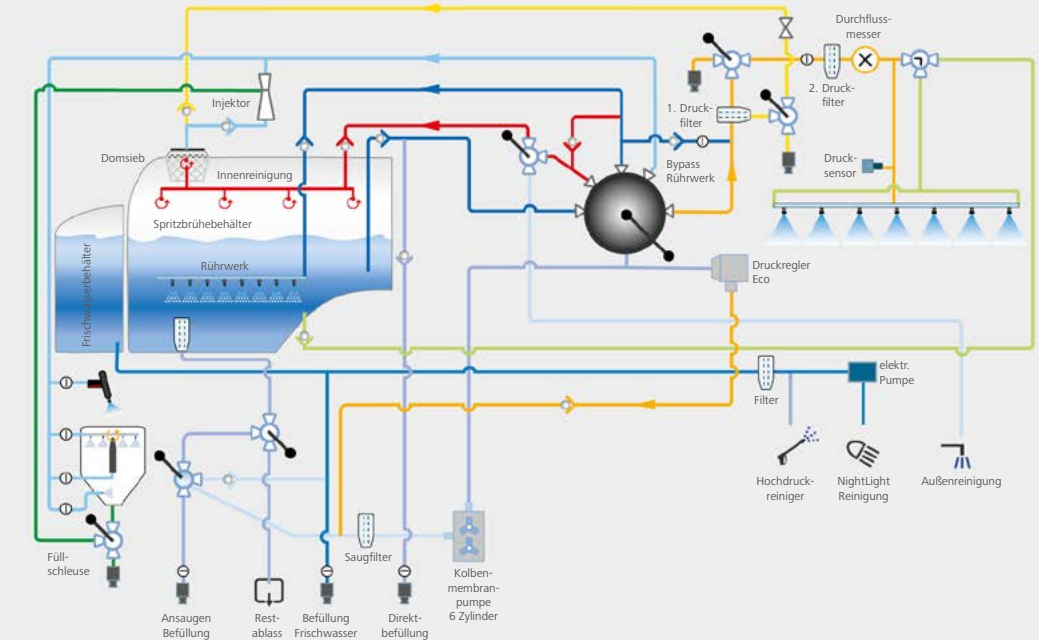 Durchfluss-
messer
Injektor
2. Druck-
filter
1. Druck-
filter
Domsieb
Innenreinigung
Bypass
Rührwerk
Druck-
sensor
Spritzbrühebehälter
Frischwasserbehälter
Rührwerk
Druckregler
Eco
elektr.
Pumpe
Filter
Hochdruck-
reiniger
NightLight
Reinigung
Außenreinigung
Füll-
schleuse
Saugfilter
Kolben-
membran-
pumpe
6 Zylinder
Ansaugen
Befüllung
Rest-
ablass
Befüllung
Frischwasser
Direkt-
befüllung